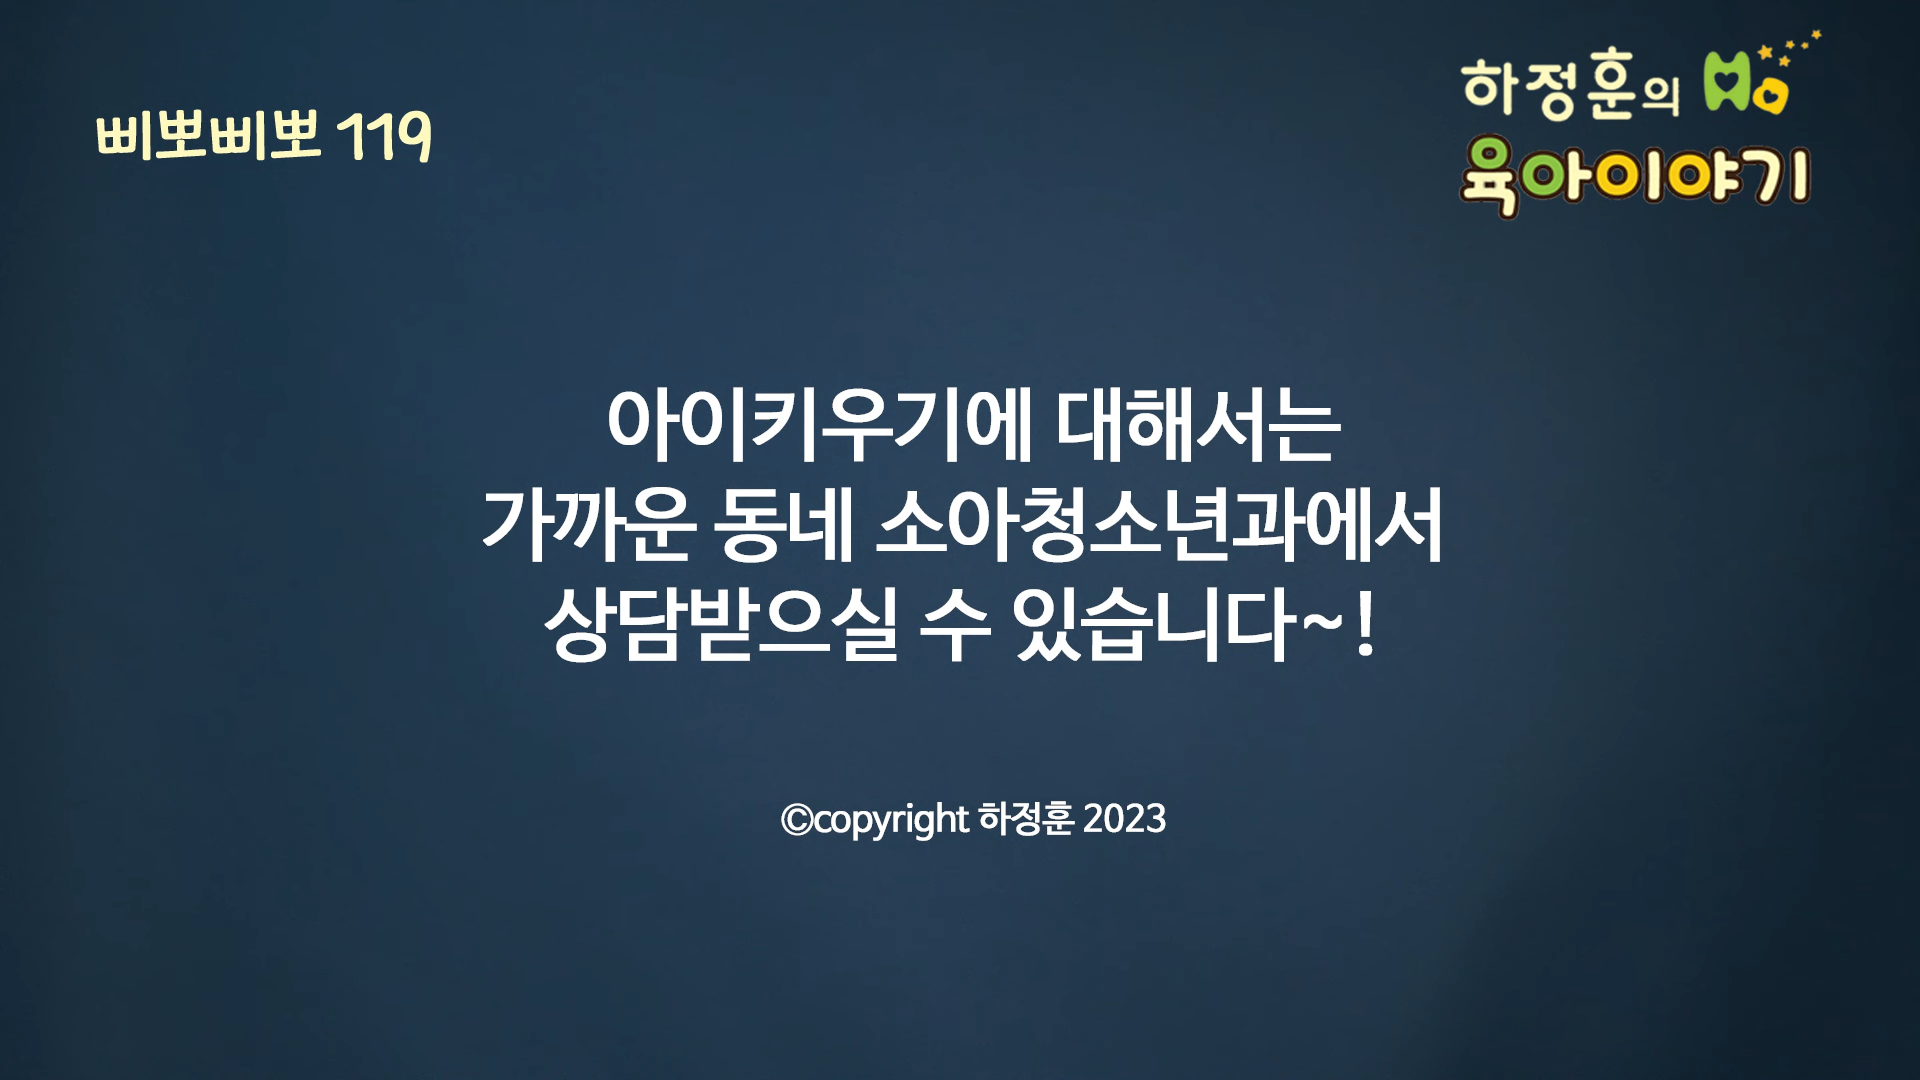 삐뽀삐뽀 119
하정훈의
육아이야기
아이키우기에 대해서는
가까운 동네 소아청소년과에서
상담받으실 수 있습니다~!
©copyright 하정훈 2023